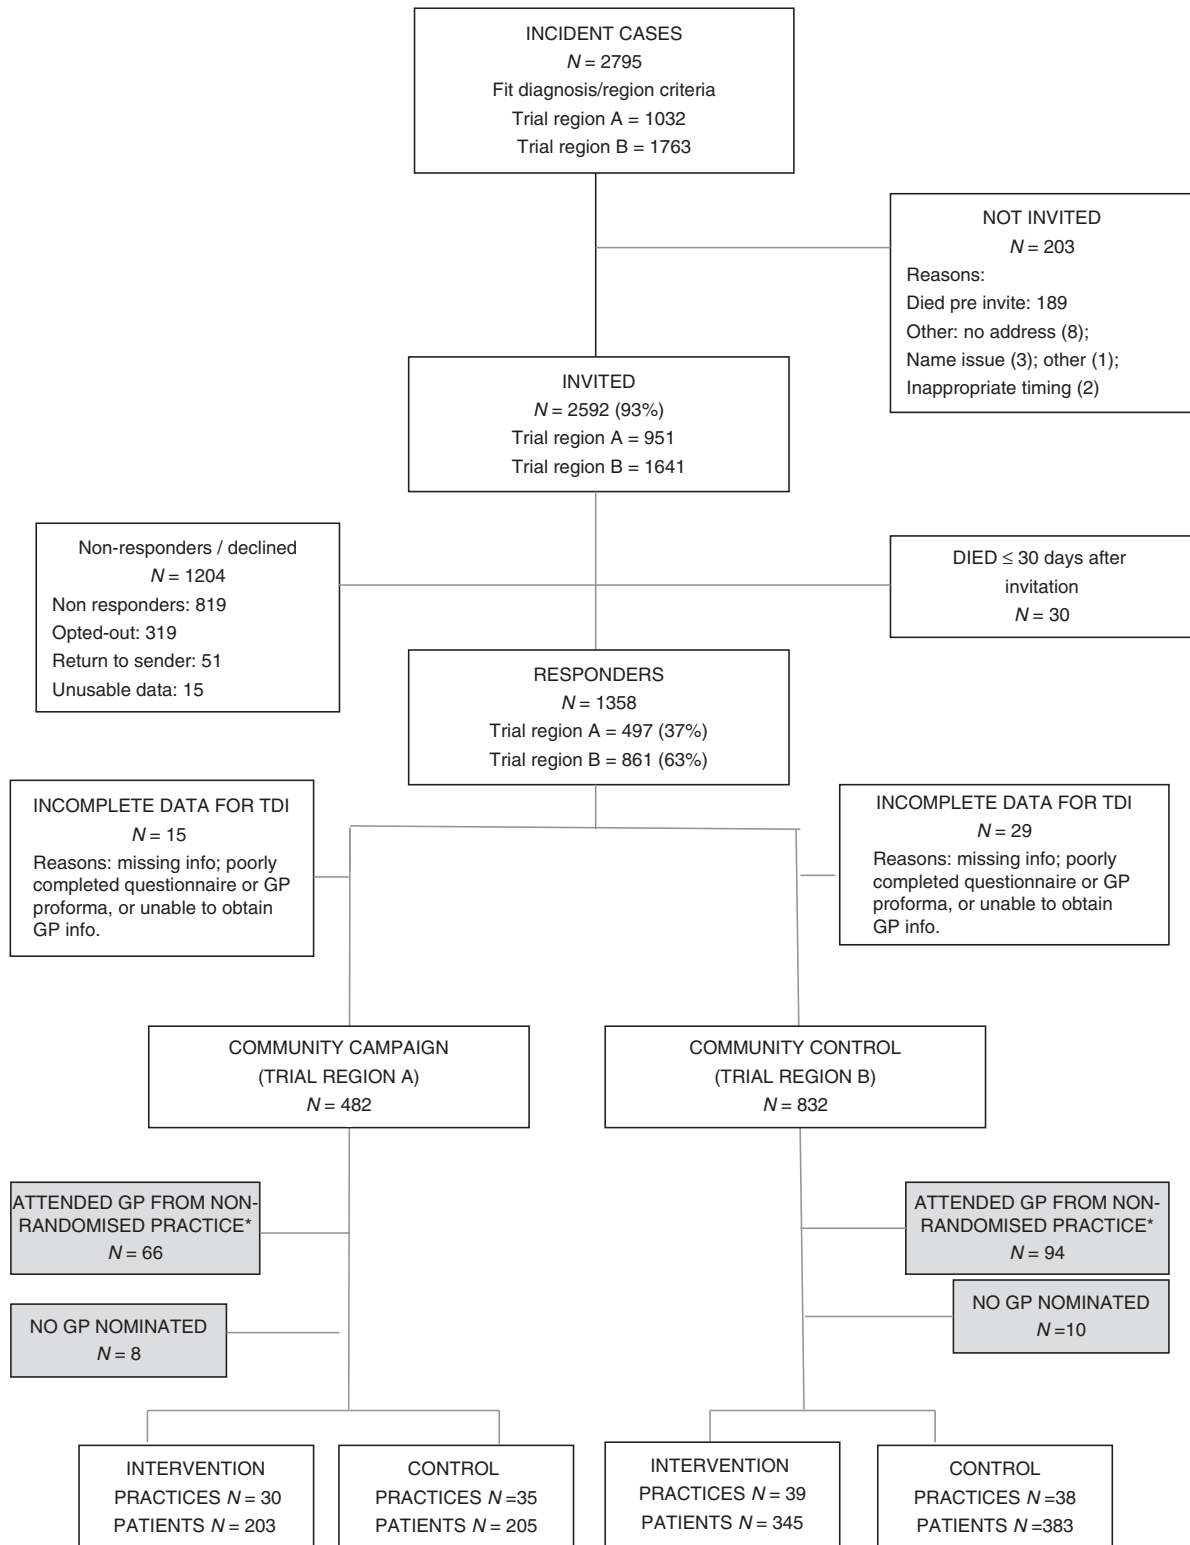 INCIDENT CASES
N = 2795
Fit diagnosis/region criteria
Trial region A = 1032
Trial region B = 1763
NOT INVITED
N = 203
Reasons:
Died pre invite: 189
Other: no address (8);
Name issue (3); other (1);
Inappropriate timing (2)
INVITED
N = 2592 (93%)
Trial region A = 951
Trial region B = 1641
Non-responders / declined
N = 1204
Non responders: 819
Opted-out: 319
Return to sender: 51
Unusable data: 15
DIED ≤ 30 days after
invitation
N = 30
RESPONDERS
N = 1358
Trial region A = 497 (37%)
Trial region B = 861 (63%)
INCOMPLETE DATA FOR TDI
N = 15
Reasons: missing info; poorly
completed questionnaire or GP
proforma, or unable to obtain
GP info.
INCOMPLETE DATA FOR TDI
N = 29
Reasons: missing info; poorly
completed questionnaire or GP
proforma, or unable to obtain
GP info.
COMMUNITY CAMPAIGN
(TRIAL REGION A)
N = 482
COMMUNITY CONTROL
(TRIAL REGION B)
N = 832
ATTENDED GP FROM NON-
RANDOMISED PRACTICE*
N = 66
ATTENDED GP FROM NON-
RANDOMISED PRACTICE*
N = 94
NO GP NOMINATED
N = 8
NO GP NOMINATED
N =10
INTERVENTION
PRACTICES N = 30
PATIENTS N = 203
CONTROL
PRACTICES N =35
PATIENTS N = 205
INTERVENTION
PRACTICES N = 39
PATIENTS N = 345
CONTROL
PRACTICES N =38
PATIENTS N =383